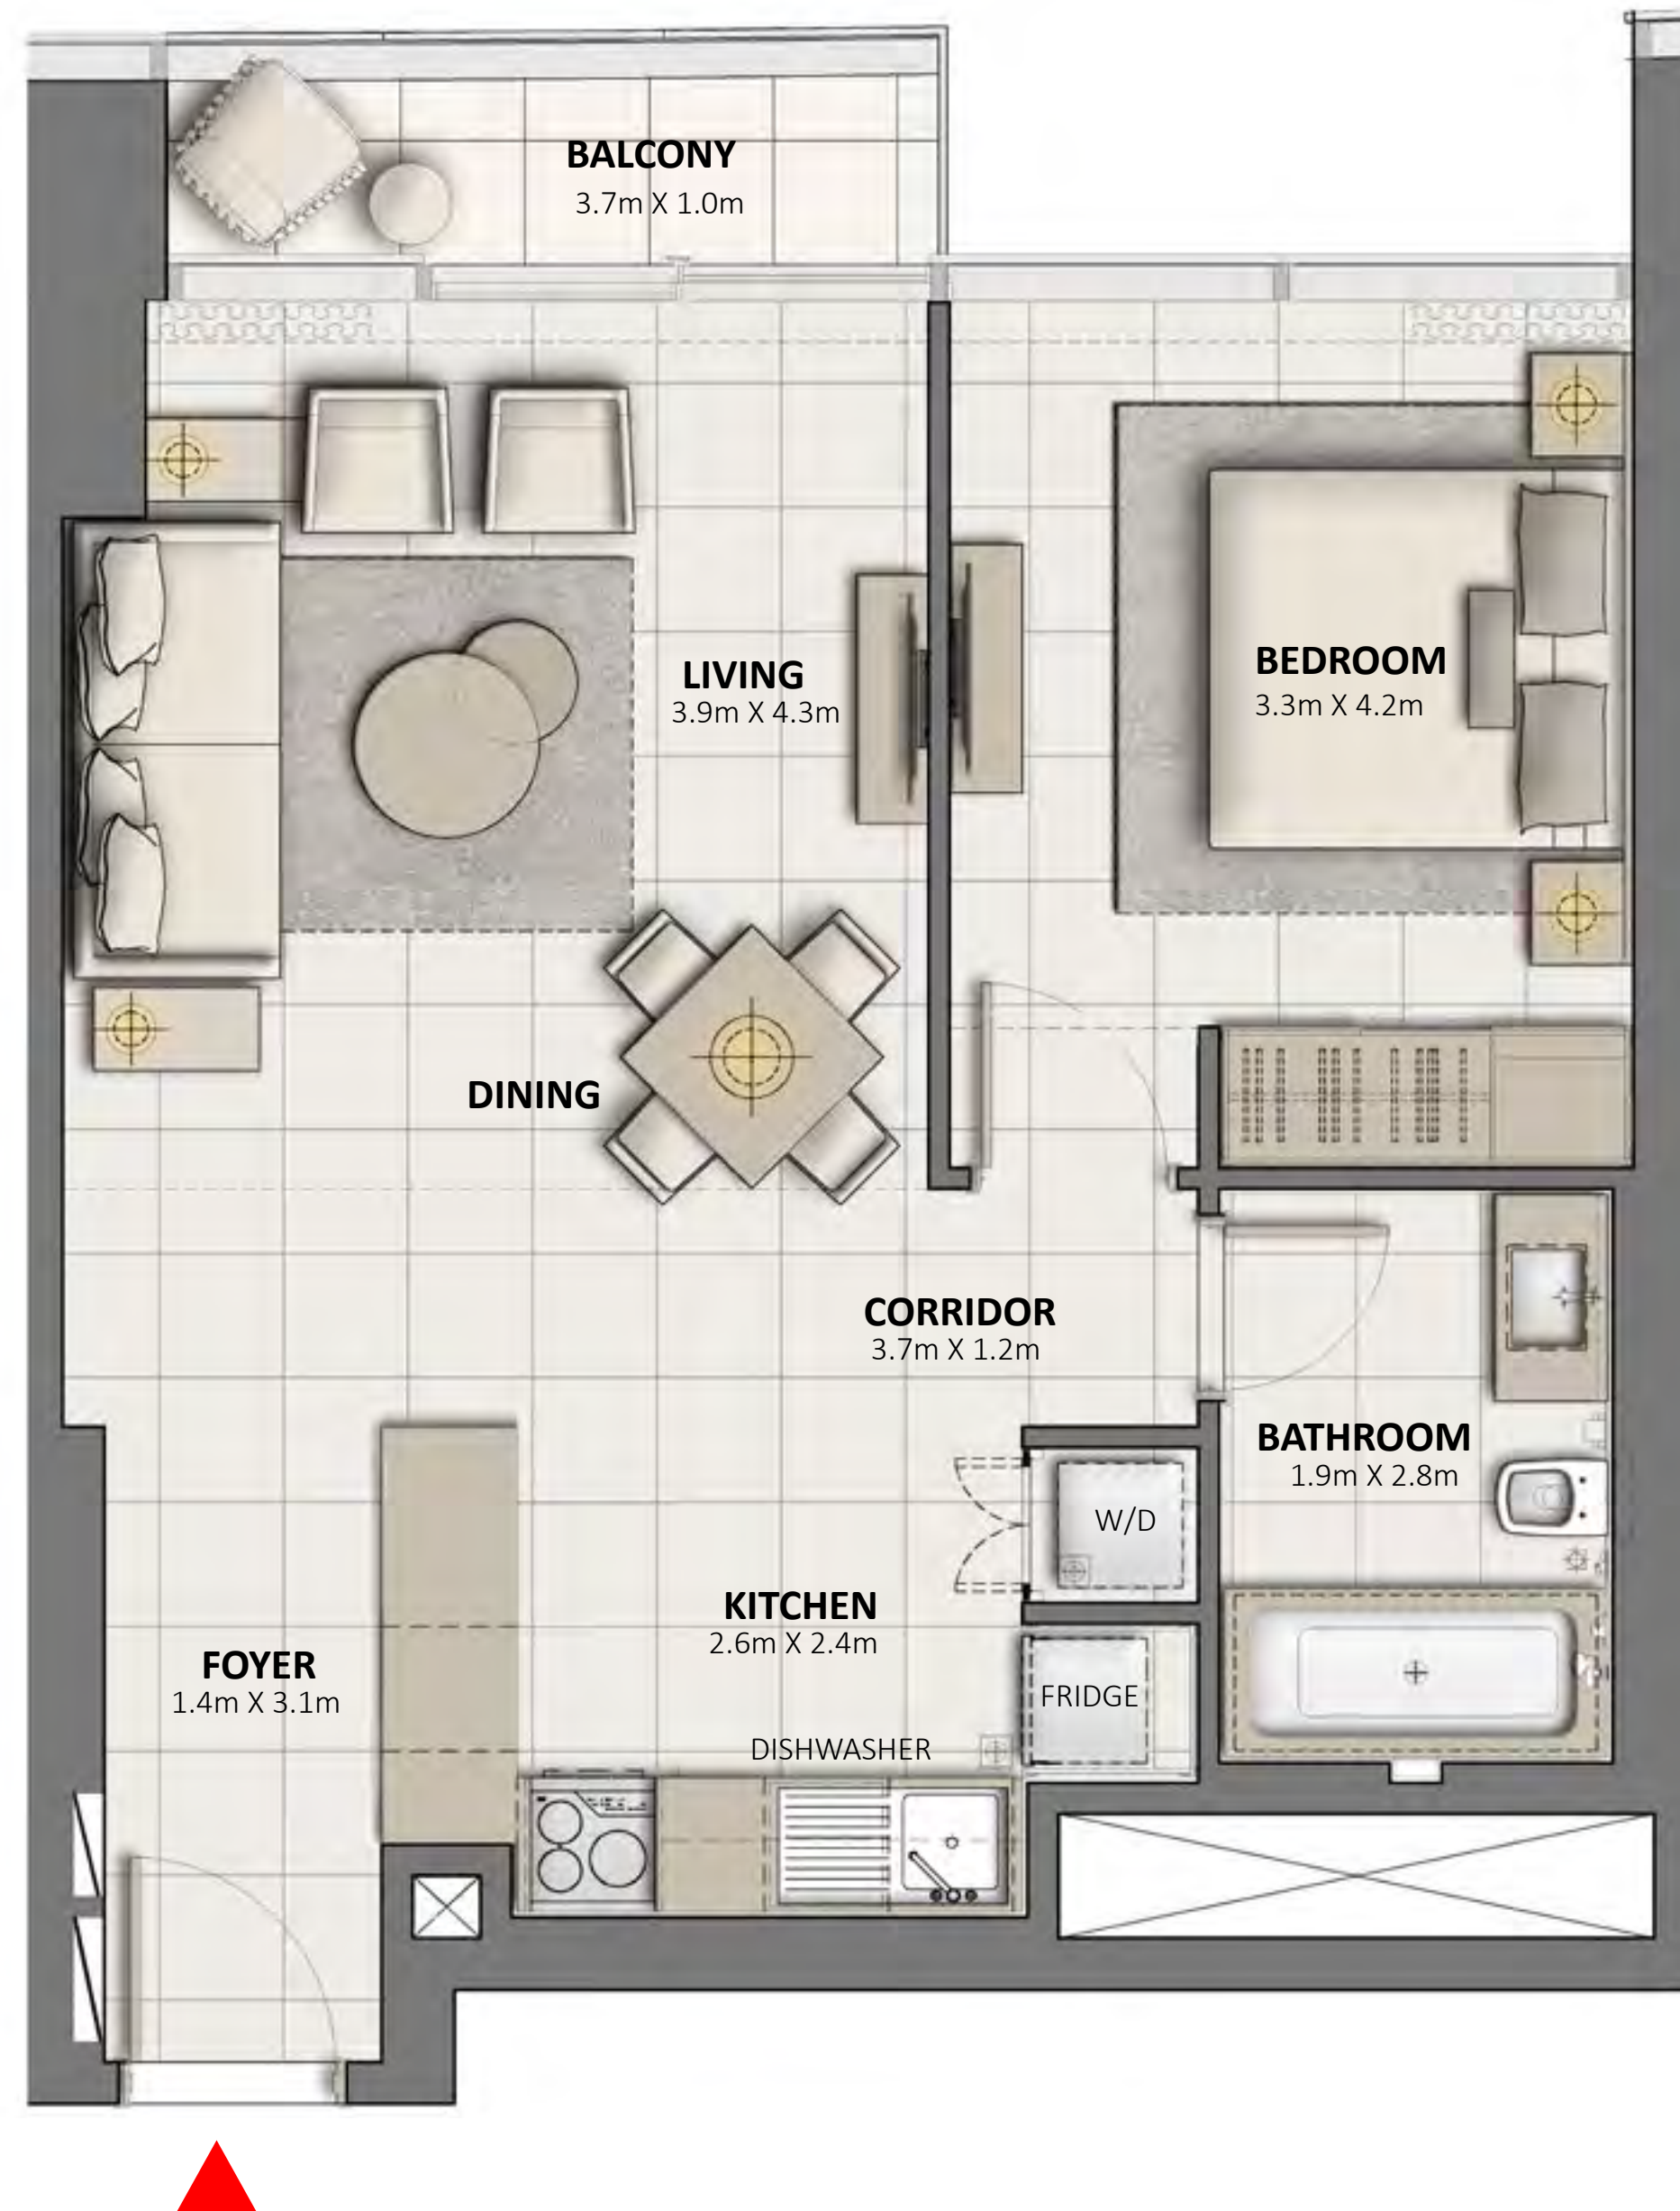 BALCONY
3.7m X 1.0m
LIVING
3.9m X 4.3m
BEDROOM
3.3m X 4.2m
DINING
CORRIDOR
3.7m X 1.2m
BATHROOM
1.9m X 2.8m
W/D
KITCHEN
2.6m X 2.4m
FOYER
1.4m X 3.1m
FRIDGE
DISHWASHER